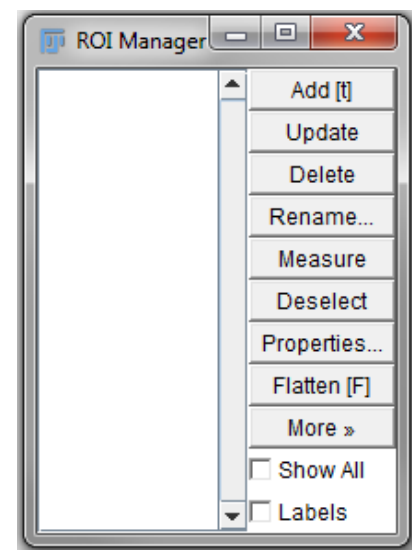 ROI Manager
Add [t]
Update
Delete
Rename...
Measure
Deselect
Properties...
Flatten [F]
More »
Show All
Labels